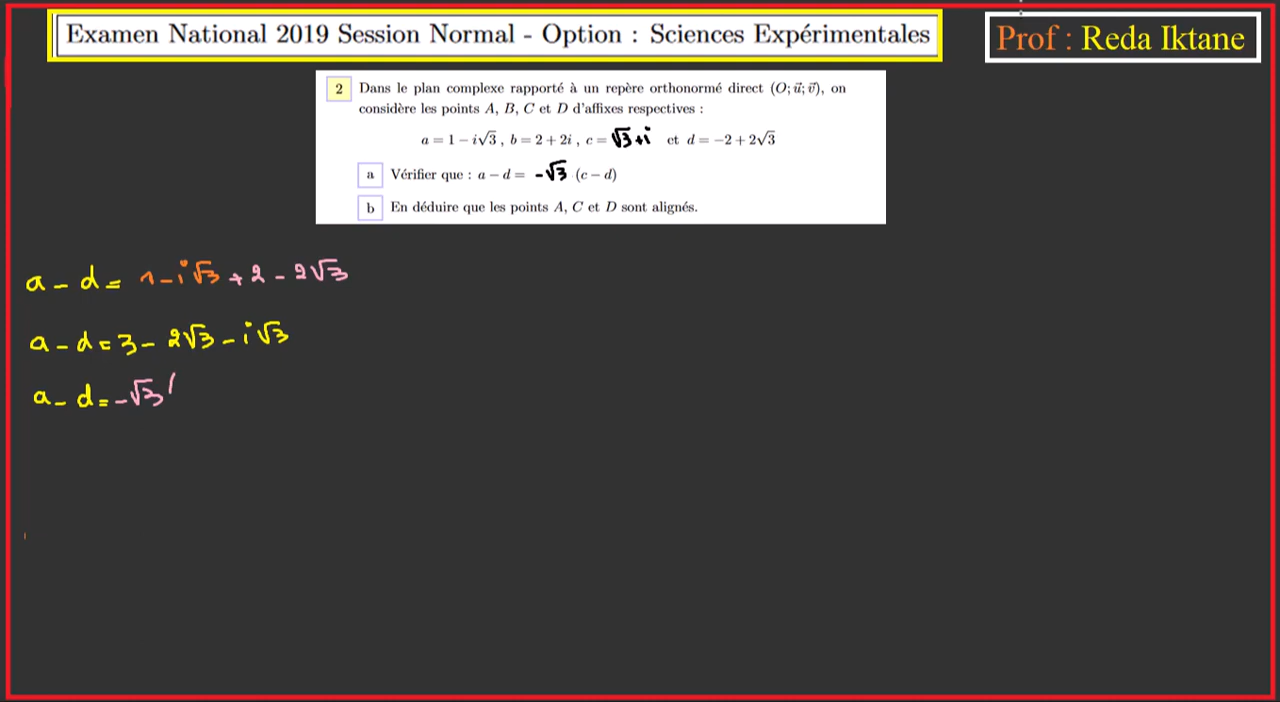 Examen National 2019 Session Normal - Option : Sciences Expérimentales
Prof : Reda Iktane
2 Dans le plan complexe rapporté à un repère orthonormé direct (O; u⃗; v⃗), on
considère les points A, B, C et D d'affixes respectives :
a = 1 − i√3 , b = 2 + 2i , c = √3+i et d = −2 + 2√3
a Vérifier que : a − d = -√3 (c − d)
b En déduire que les points A, C et D sont alignés.
a - d = 1 - i√3 + 2 - 2√3
a - d = 3 - 2√3 - i√3
a - d = -√3 (